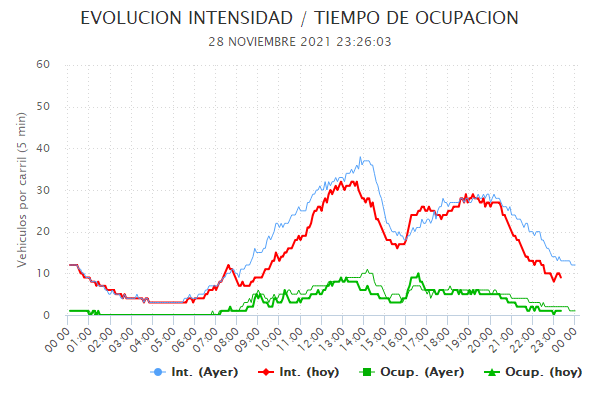 EVOLUCION INTENSIDAD / TIEMPO DE OCUPACION
28 NOVIEMBRE 2021 23:26:03
Vehiculos por carril (5 min)
60
50
40
30
20
10
0
00:00 01:00 02:00 03:00 04:00 05:00 06:00 07:00 08:00 09:00 10:00 11:00 12:00 13:00 14:00 15:00 16:00 17:00 18:00 19:00 20:00 21:00 22:00 23:00 00:00
Int. (Ayer) Int. (hoy) Ocup. (Ayer) Ocup. (hoy)